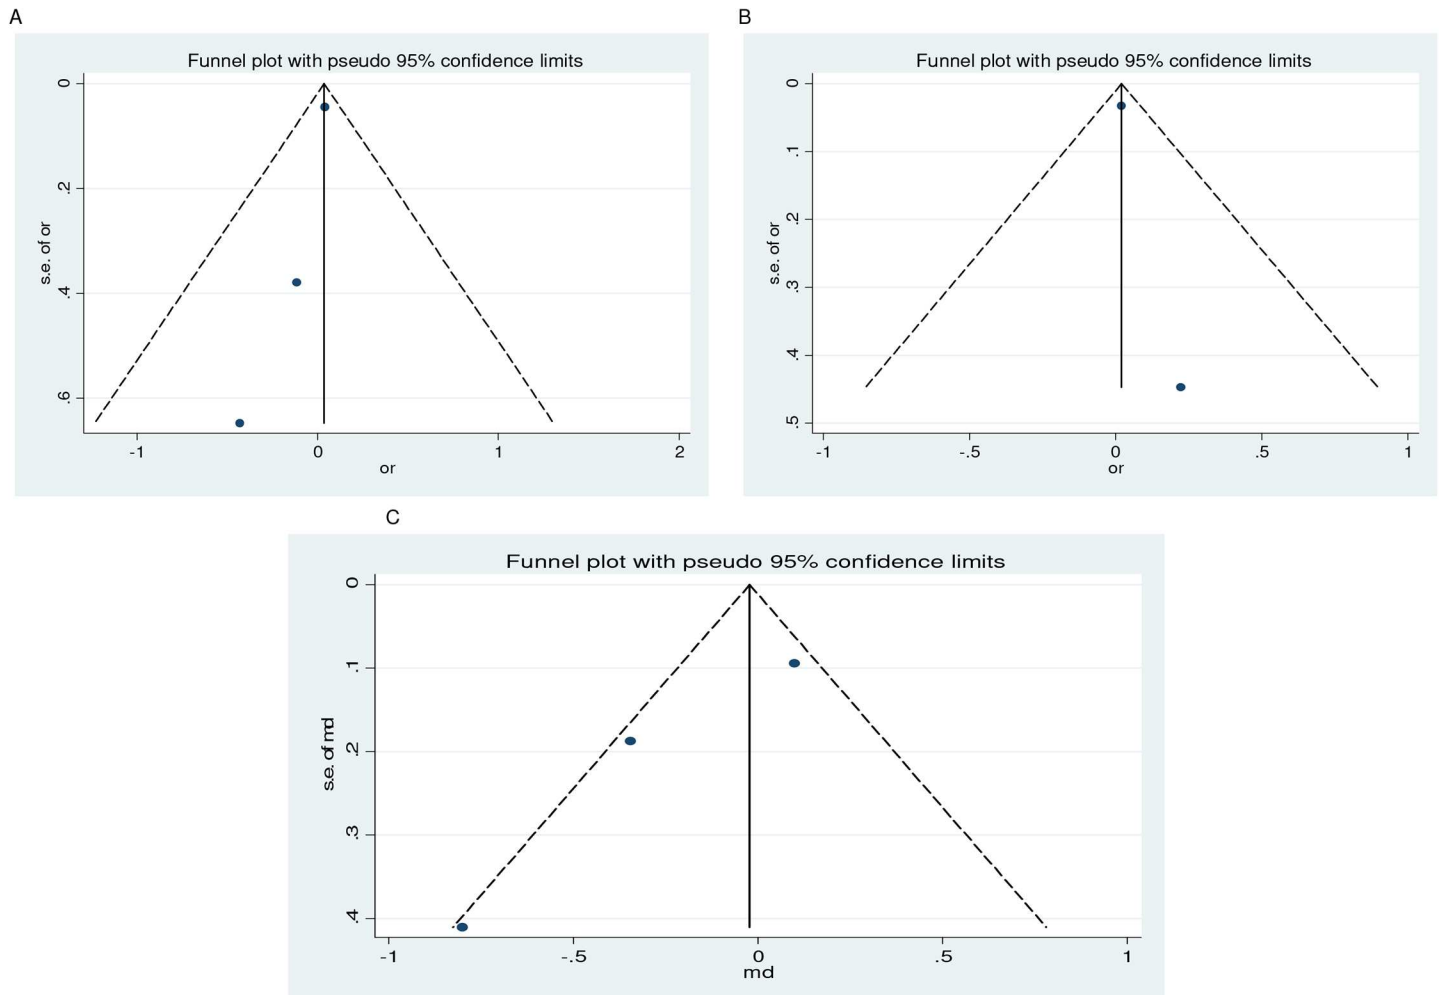 A
Funnel plot with pseudo 95% confidence limits
0
.2
.4
.6
s.e. of or
-1
0
1
2
or
B
Funnel plot with pseudo 95% confidence limits
0
.1
.2
.3
.4
.5
s.e. of or
-1
-.5
0
.5
1
or
C
Funnel plot with pseudo 95% confidence limits
0
.1
.2
.3
.4
s.e. of md
-1
-.5
0
.5
1
md